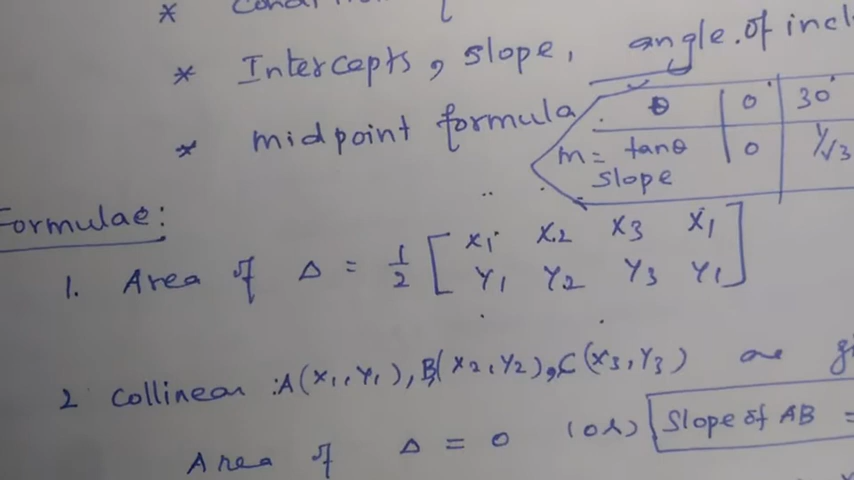 *
* Intercepts, slope, angle.of incl
* midpoint formula
θ 0° 30°
m = tanθ 0 1/√3
slope
Formulae:
1. Area of Δ = 1/2 [ x1 x2 x3 x1
y1 y2 y3 y1 ]
2 Collinear :A(x1,y1), B(x2,y2), C(x3,y3) are
Area of Δ = 0 (or) Slope of AB =